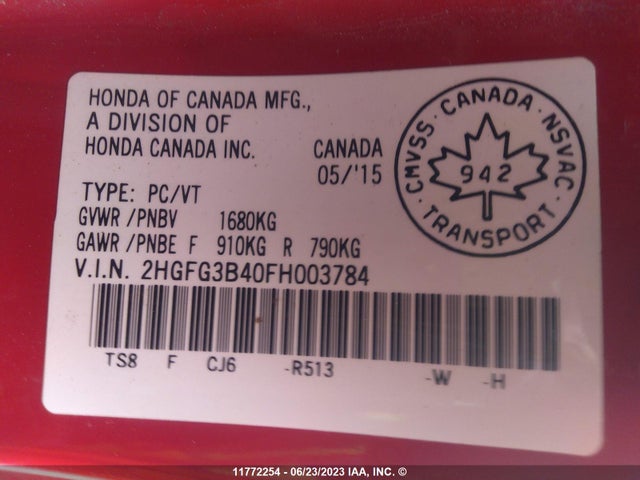 HONDA OF CANADA MFG.,
A DIVISION OF
HONDA CANADA INC. CANADA
05/'15
TYPE: PC/VT
GVWR /PNBV 1680KG
GAWR /PNBE F 910KG R 790KG
V.I.N. 2HGFG3B40FH003784
TS8 F CJ6 -R513 -W -H
CMVSS · CANADA · NSVAC
942
· TRANSPORT ·
11772254 - 06/23/2023 IAA, INC. ©